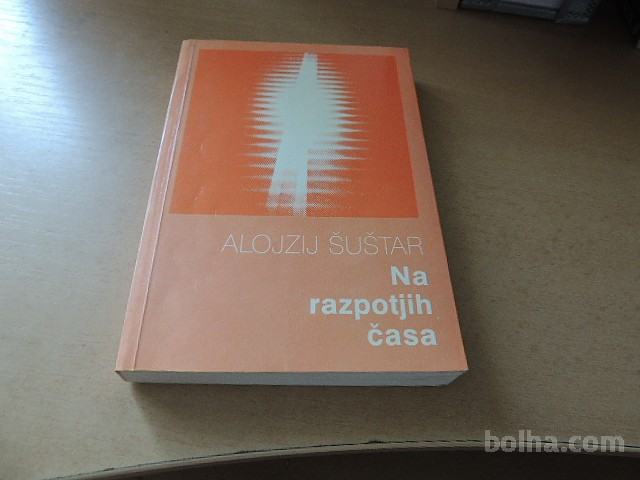 ALOJZIJ ŠUŠTAR
Na
razpotjih
časa
bolha.com